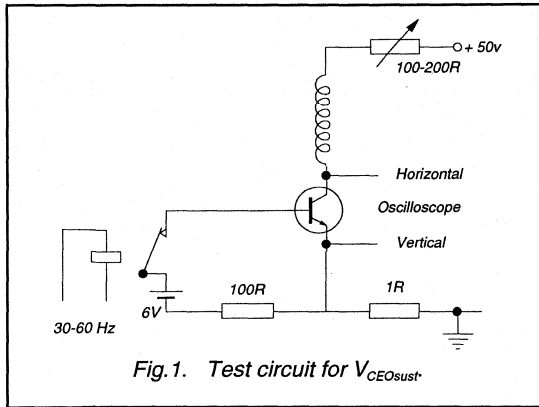 + 50v
100-200R
Horizontal
Oscilloscope
Vertical
100R
1R
6V
30-60 Hz
Fig.1. Test circuit for VCEOsust.